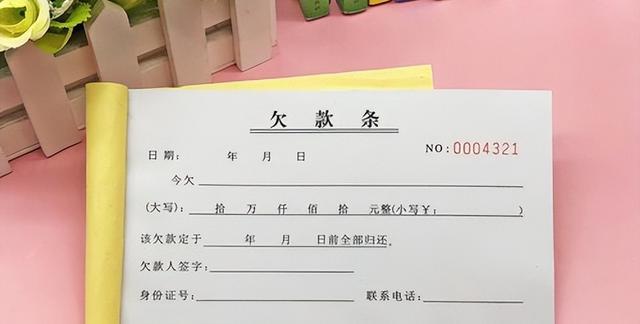 欠款条
日期： 年 月 日 NO：0004321
今欠
(大写)： 拾 万 仟 佰 拾 元整(小写¥： )
该欠款定于 年 月 日前全部归还。
欠款人签字：
身份证号： 联系电话：